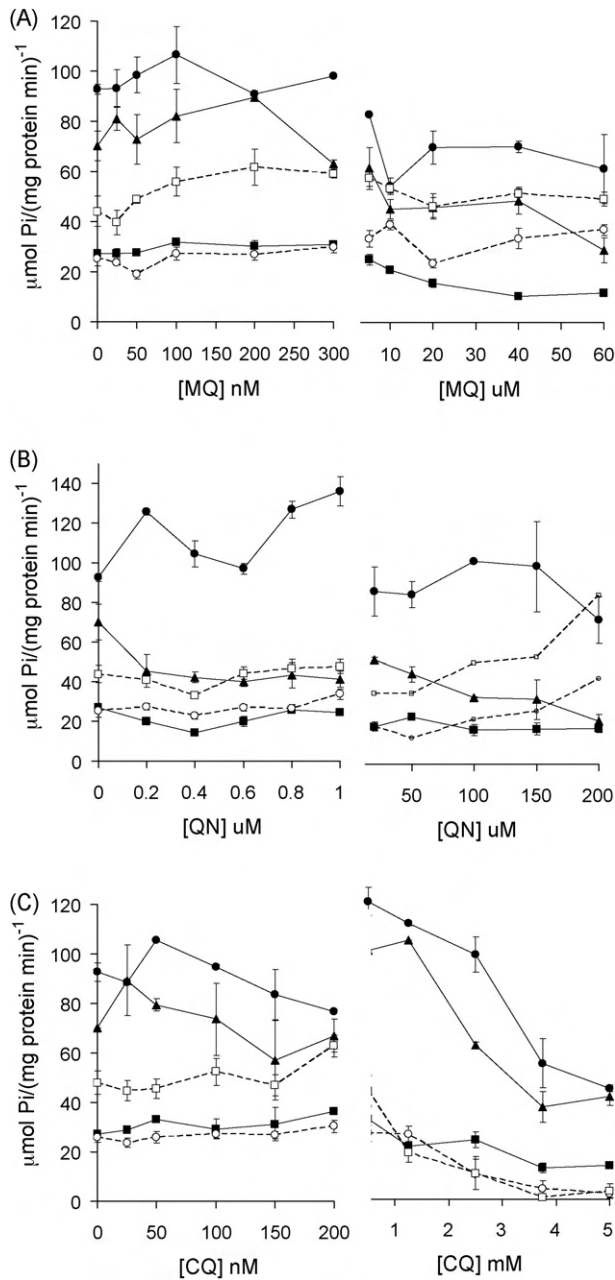 (A)
μmol Pi/(mg protein min)⁻¹
120
100
80
60
40
20
0
0 50 100 150 200 250 300
10 20 30 40 50 60
[MQ] nM
[MQ] uM
(B)
μmol Pi/(mg protein min)⁻¹
140
120
100
80
60
40
20
0
0 0.2 0.4 0.6 0.8 1
50 100 150 200
[QN] uM
[QN] uM
(C)
μmol Pi/(mg protein min)⁻¹
120
100
80
60
40
20
0
0 50 100 150 200
1 2 3 4 5
[CQ] nM
[CQ] mM